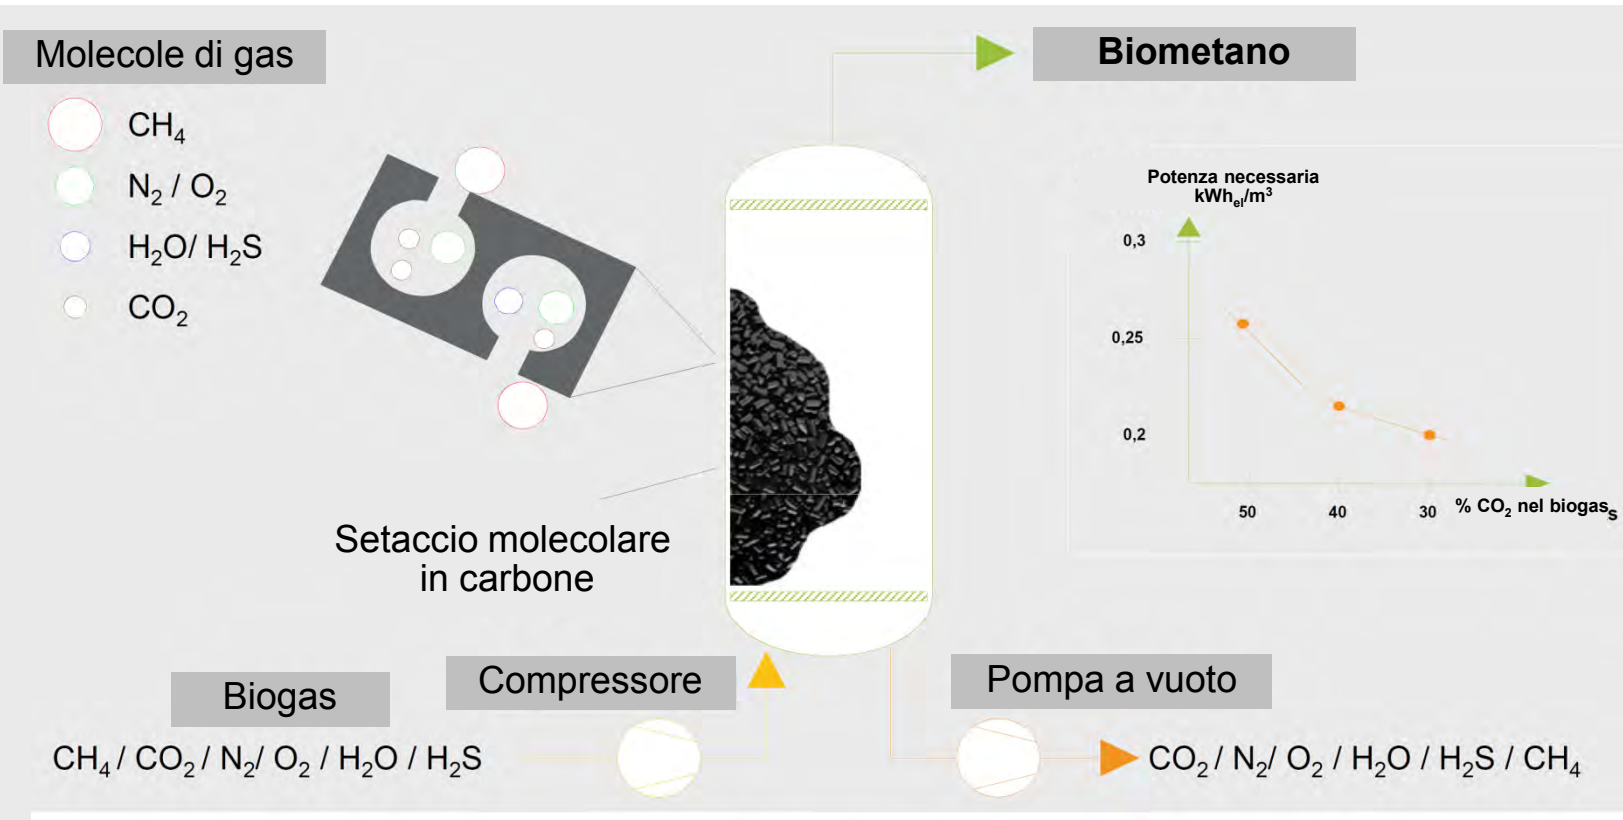 Molecole di gas
CH₄
N₂ / O₂
H₂O/ H₂S
CO₂
Biometano
Potenza necessaria
kWhₑₗ/m³
0,3
0,25
0,2
50
40
30
% CO₂ nel biogas
s
Setaccio molecolare
in carbone
Biogas
Compressore
Pompa a vuoto
CH₄ / CO₂ / N₂/ O₂ / H₂O / H₂S
CO₂ / N₂/ O₂ / H₂O / H₂S / CH₄